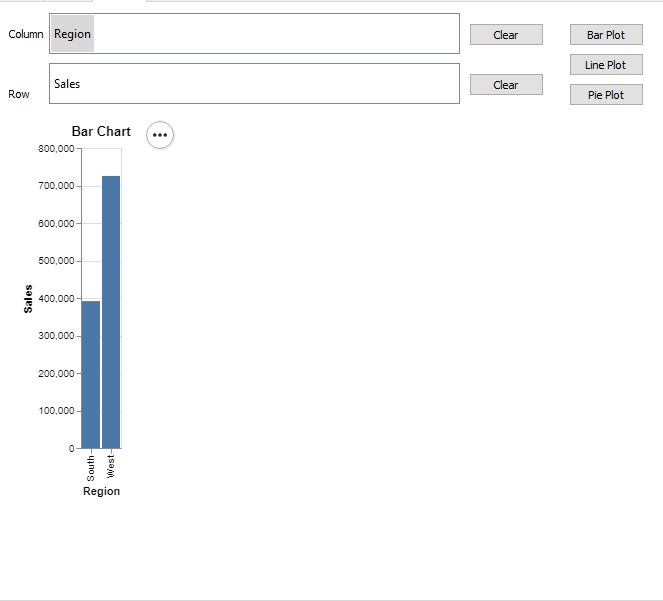 Column
Region
Clear
Bar Plot
Line Plot
Row
Sales
Clear
Pie Plot
Bar Chart
800,000
700,000
600,000
500,000
400,000
300,000
200,000
100,000
0
Sales
South
West
Region